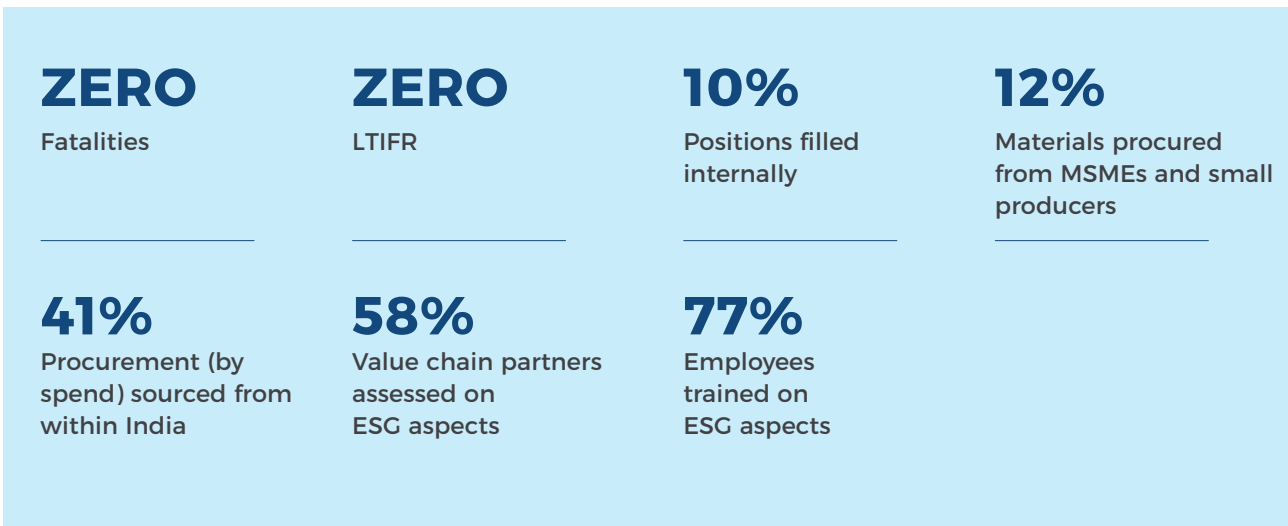 ZERO
Fatalities
ZERO
LTIFR
10%
Positions filled
internally
12%
Materials procured
from MSMEs and small
producers
41%
Procurement (by
spend) sourced from
within India
58%
Value chain partners
assessed on
ESG aspects
77%
Employees
trained on
ESG aspects